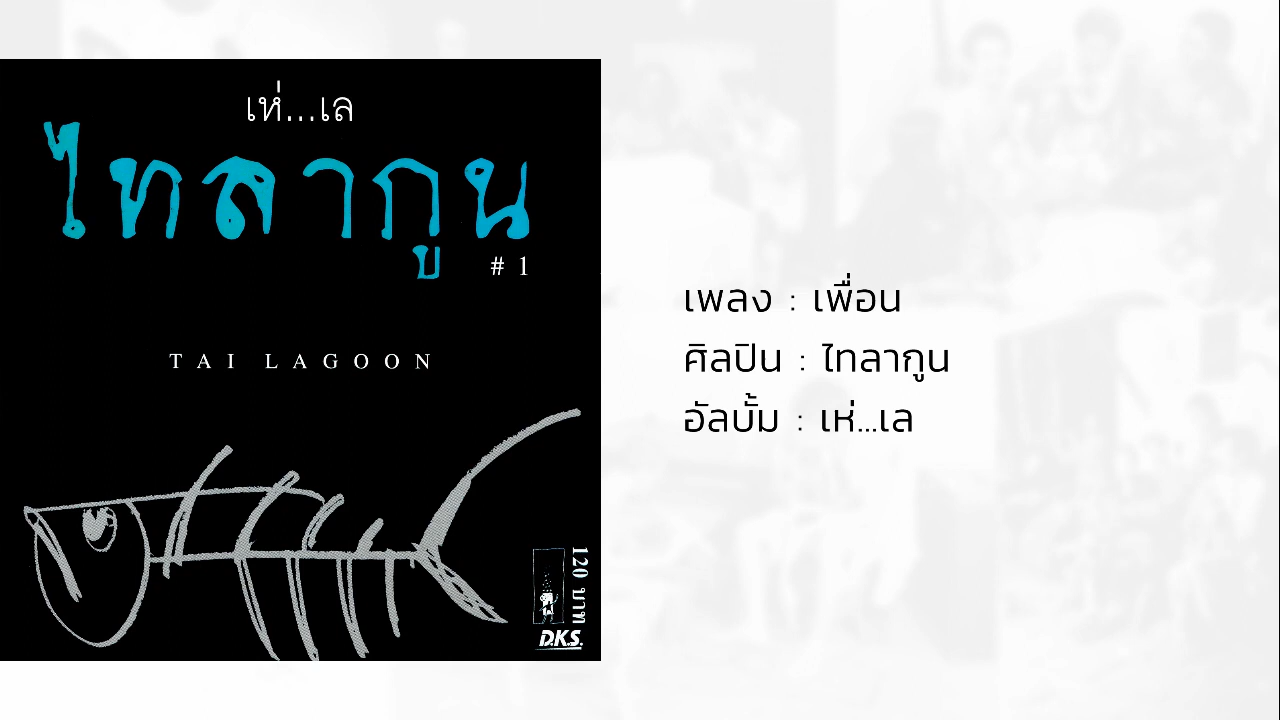 เห่...เล
ไทลากูน
# 1
TAI LAGOON
120 บาท
D.K.S.
เพลง : เพื่อน
ศิลปิน : ไทลากูน
อัลบั้ม : เห่...เล